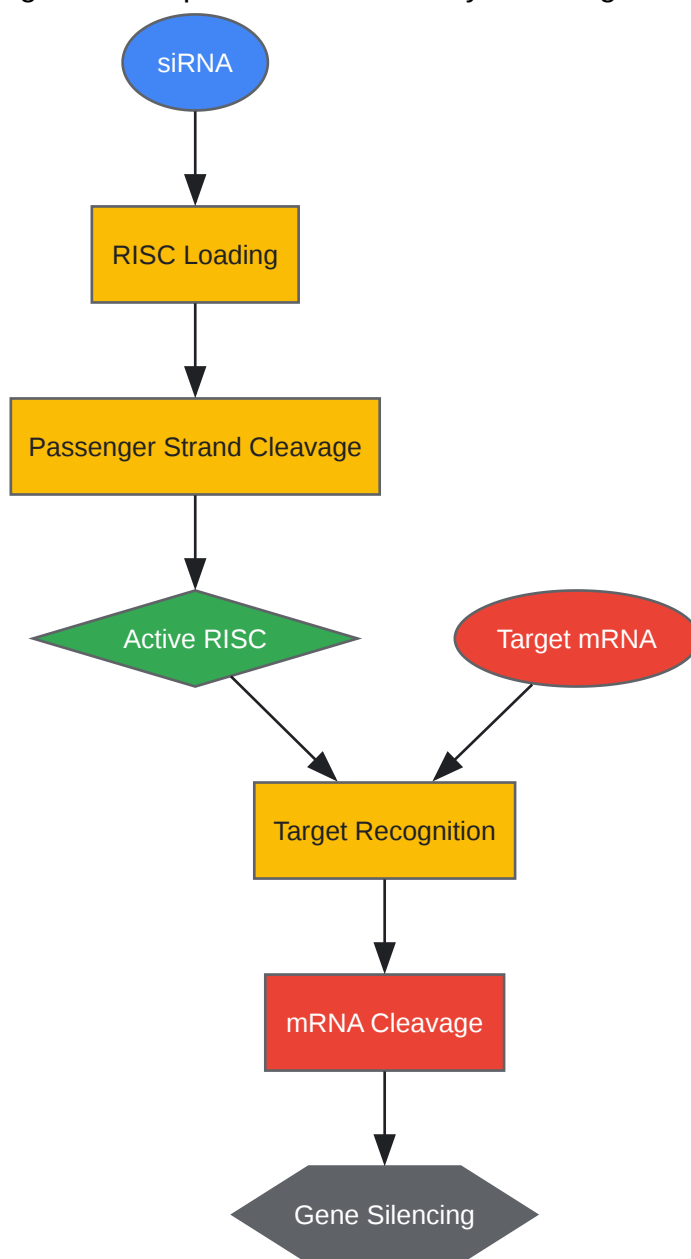 siRNA
RISC Loading
Passenger Strand Cleavage
Active RISC
Target mRNA
Target Recognition
mRNA Cleavage
Gene Silencing